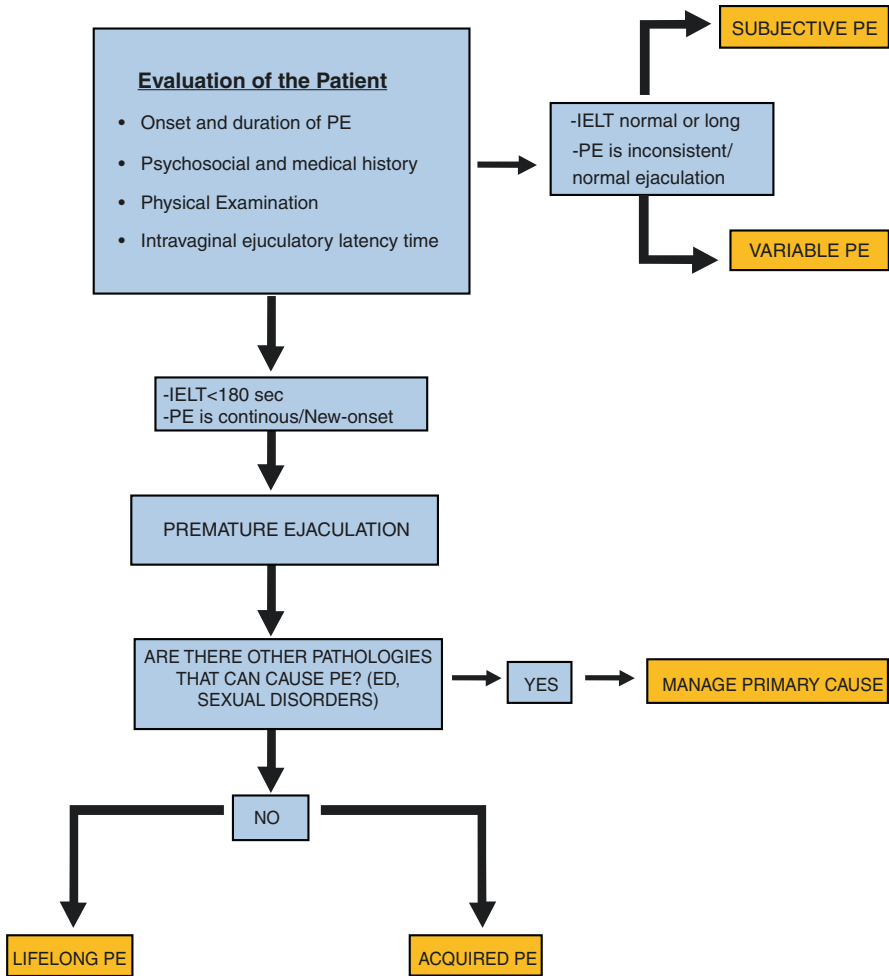 Evaluation of the Patient
• Onset and duration of PE
• Psychosocial and medical history
• Physical Examination
• Intravaginal ejuculatory latency time
SUBJECTIVE PE
-IELT normal or long
-PE is inconsistent/
normal ejaculation
VARIABLE PE
-IELT<180 sec
-PE is continous/New-onset
PREMATURE EJACULATION
ARE THERE OTHER PATHOLOGIES
THAT CAN CAUSE PE? (ED,
SEXUAL DISORDERS)
YES
MANAGE PRIMARY CAUSE
NO
LIFELONG PE
ACQUIRED PE